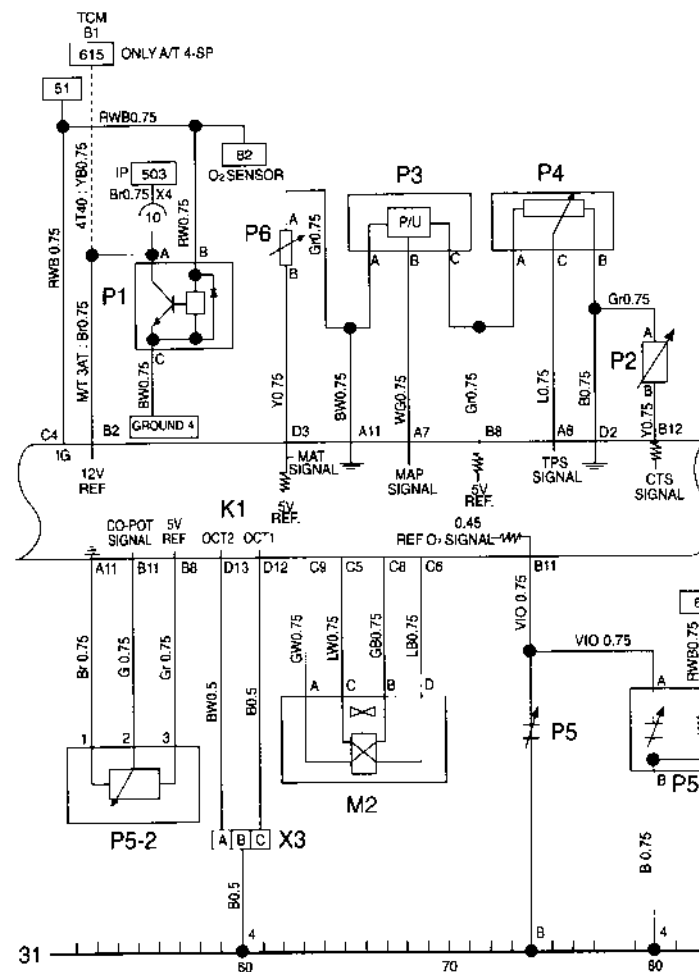 TCM
B1
615 ONLY A/T 4-SP
51
RWB0.75
B2
O2 SENSOR
IP 503
Br0.75 X4
10
4T40 : YB0.75
RWB 0.75
RW0.75
M/T 3AT : Br0.75
A B
P1
C
BW0.75
GROUND 4
P6
A
B
Gr0.75
Y0.75
P3
P/U
A B C
BW0.75
WG0.75
Gr0.75
P4
A C B
Gr0.75
L0.75
B0.75
P2
A
B
Y0.75
C4 B2 D3 A11 A7 B8 A8 D2 B12
1G
12V
REF
MAT
SIGNAL
5V
REF.
MAP
SIGNAL
5V
REF.
TPS
SIGNAL
CTS
SIGNAL
K1
CO-POT
SIGNAL
5V
REF
OCT2 OCT1
0.45
REF O2 SIGNAL
A11 B11 B8 D13 D12 C9 C5 C8 C6 B11
Br 0.75
G 0.75
Gr 0.75
BW0.5
B0.5
GW0.75
LW0.75
GB0.75
LB0.75
VIO 0.75
VIO 0.75
6
RWB0.75
A C B D
M2
1 2 3
P5-2
A B C X3
B0.5
P5
A
B
P5
B 0.75
4 B 4
31
60 70 80